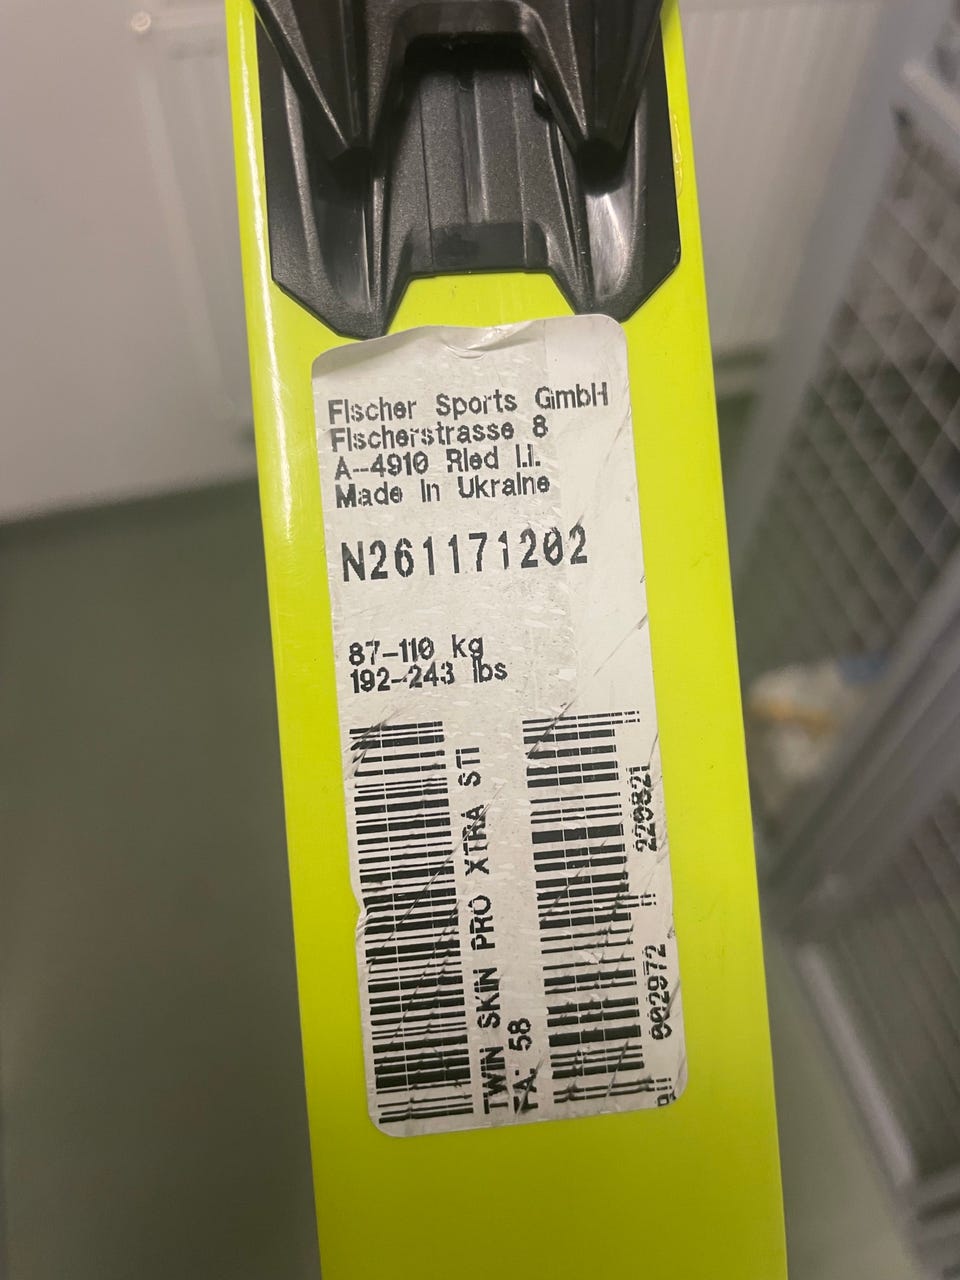 Fischer Sports GmbH
Fischerstrasse 8
A-4910 Ried i.I.
Made in Ukraine
N261171202
87-110 kg
192-243 lbs
TWIN SKIN PRO XTRA STI
FA: 58
002972
220821